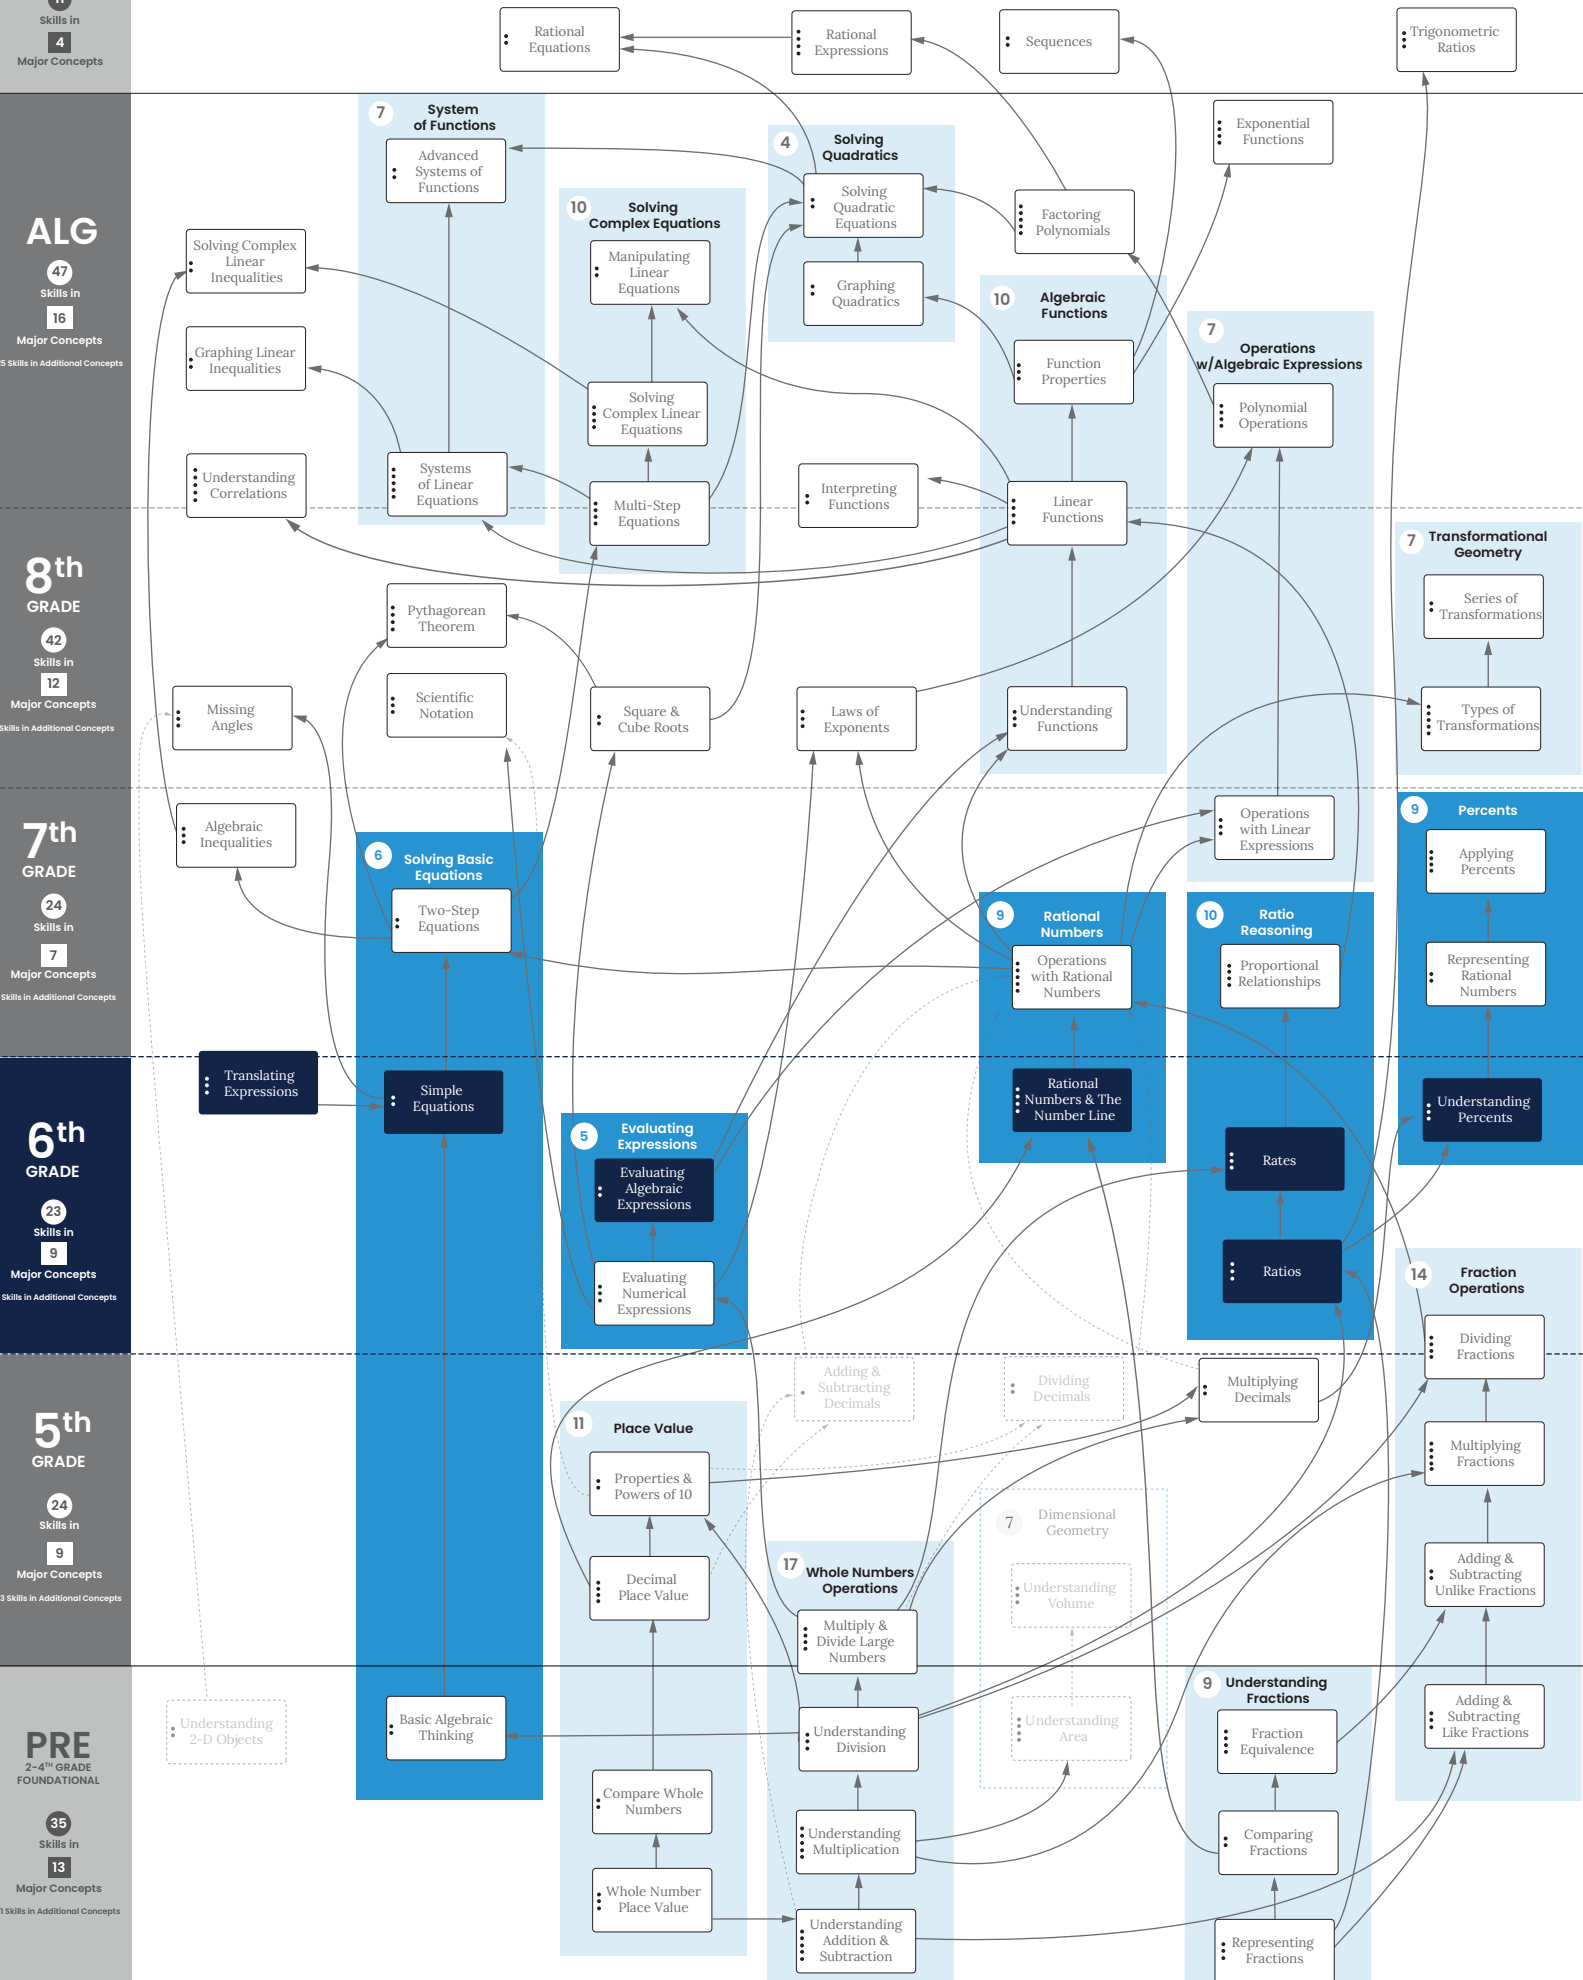 11
Skills in
4
Major Concepts
Rational
Equations
Rational
Expressions
Sequences
Trigonometric
Ratios
ALG
47
Skills in
16
Major Concepts
5 Skills in Additional Concepts
7
System
of Functions
Advanced
Systems of
Functions
4
Solving
Quadratics
Solving
Quadratic
Equations
Graphing
Quadratics
Exponential
Functions
Factoring
Polynomials
10
Solving
Complex Equations
Manipulating
Linear
Equations
Solving
Complex Linear
Equations
Multi-Step
Equations
Solving Complex
Linear
Inequalities
Graphing Linear
Inequalities
Understanding
Correlations
Systems
of Linear
Equations
10
Algebraic
Functions
Function
Properties
Linear
Functions
Interpreting
Functions
7
Operations
w/Algebraic Expressions
Polynomial
Operations
8th
GRADE
42
Skills in
12
Major Concepts
Skills in Additional Concepts
Pythagorean
Theorem
Scientific
Notation
Missing
Angles
Square &
Cube Roots
Laws of
Exponents
Understanding
Functions
7
Transformational
Geometry
Series of
Transformations
Types of
Transformations
7th
GRADE
24
Skills in
7
Major Concepts
Skills in Additional Concepts
Algebraic
Inequalities
6
Solving Basic
Equations
Two-Step
Equations
Operations
with Linear
Expressions
9
Rational
Numbers
Operations
with Rational
Numbers
10
Ratio
Reasoning
Proportional
Relationships
9
Percents
Applying
Percents
Representing
Rational
Numbers
6th
GRADE
23
Skills in
9
Major Concepts
Skills in Additional Concepts
Translating
Expressions
Simple
Equations
5
Evaluating
Expressions
Evaluating
Algebraic
Expressions
Evaluating
Numerical
Expressions
Rational
Numbers & The
Number Line
Rates
Ratios
Understanding
Percents
14
Fraction
Operations
Dividing
Fractions
5th
GRADE
24
Skills in
9
Major Concepts
3 Skills in Additional Concepts
11
Place Value
Properties &
Powers of 10
Decimal
Place Value
Adding &
Subtracting
Decimals
Dividing
Decimals
Multiplying
Decimals
Multiplying
Fractions
7
Dimensional
Geometry
Understanding
Volume
17
Whole Numbers
Operations
Multiply &
Divide Large
Numbers
Adding &
Subtracting
Unlike Fractions
PRE
2-4TH GRADE
FOUNDATIONAL
35
Skills in
13
Major Concepts
1 Skills in Additional Concepts
Understanding
2-D Objects
Basic Algebraic
Thinking
Compare Whole
Numbers
Whole Number
Place Value
Understanding
Division
Understanding
Multiplication
Understanding
Addition &
Subtraction
Understanding
Area
9
Understanding
Fractions
Fraction
Equivalence
Comparing
Fractions
Representing
Fractions
Adding &
Subtracting
Like Fractions